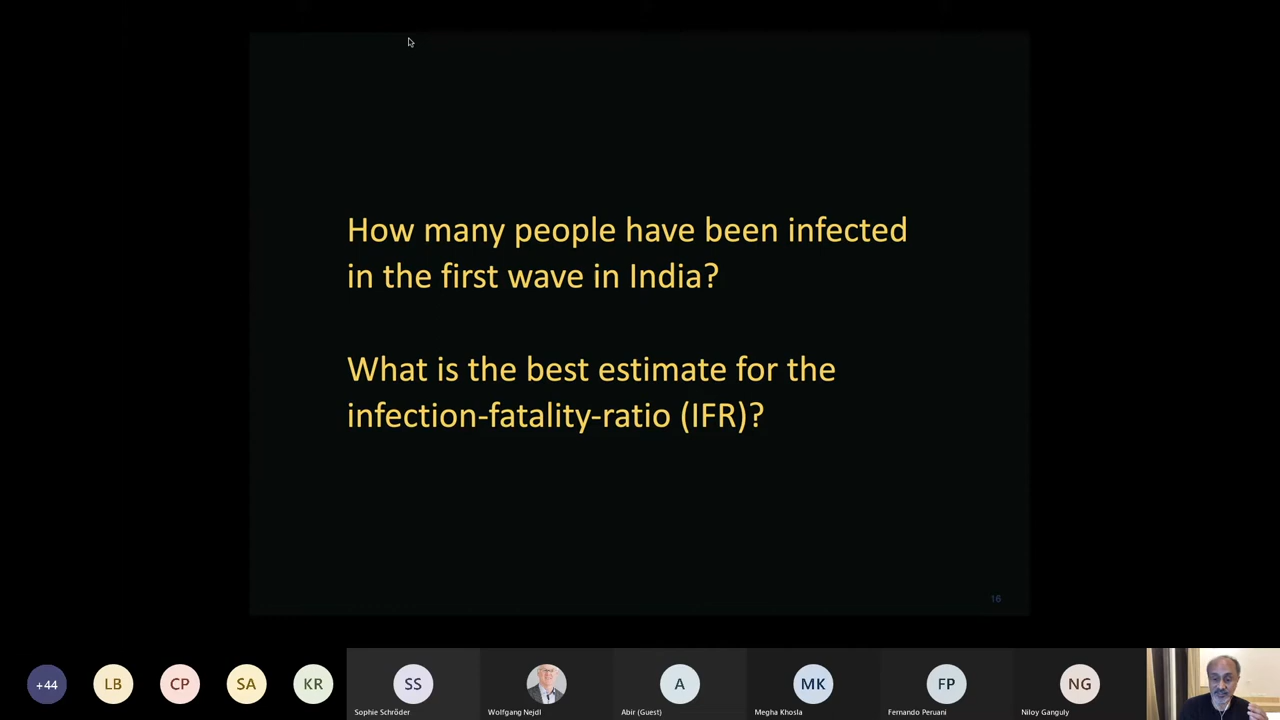 How many people have been infected
in the first wave in India?
What is the best estimate for the
infection-fatality-ratio (IFR)?
16
+44
LB
CP
SA
KR
SS
A
MK
FP
NG
Sophie Schröder
Wolfgang Nejdl
Abir (Guest)
Megha Khosla
Fernando Peruani
Niloy Ganguly